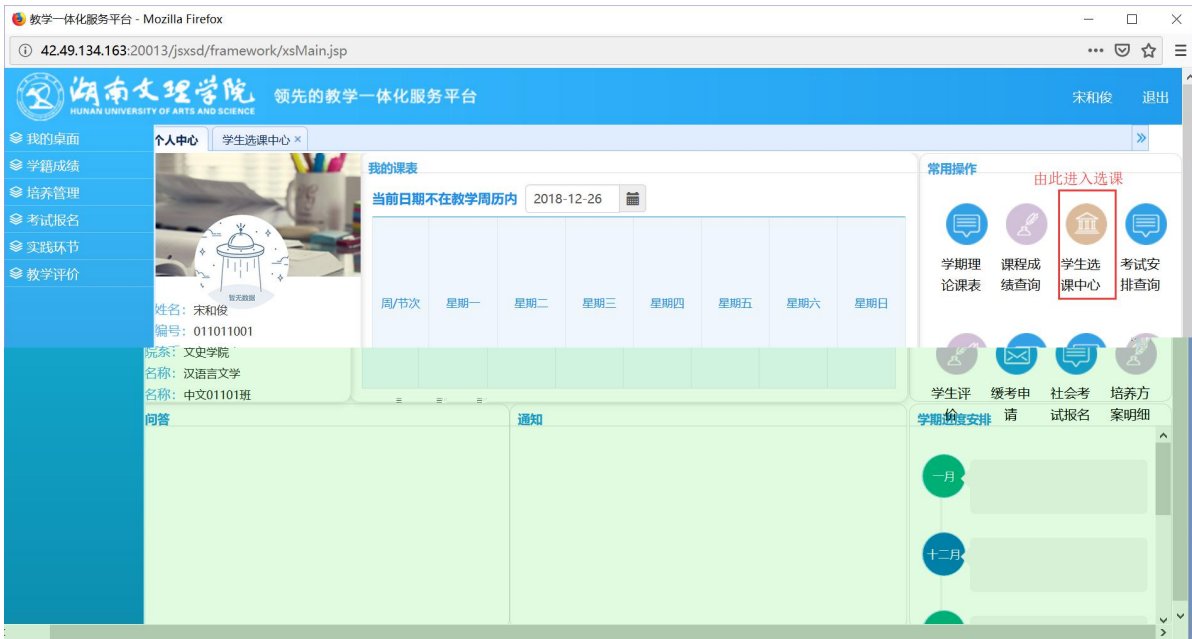 教学一体化服务平台 - Mozilla Firefox
42.49.134.163:20013/jsxsd/framework/xsMain.jsp
湖南文理学院
HUNAN UNIVERSITY OF ARTS AND SCIENCE
领先的教学一体化服务平台
宋和俊 退出
我的桌面
学籍成绩
培养管理
考试报名
实践环节
教学评价
个人中心 学生选课中心 ×
暂无数据
姓名：宋和俊
编号：011011001
院系：文史学院
名称：汉语言文学
名称：中文01101班
我的课表
当前日期不在教学周历内 2018-12-26
周/节次 星期一 星期二 星期三 星期四 星期五 星期六 星期日
常用操作
由此进入选课
学期理论课表
课程成绩查询
学生选课中心
考试安排查询
学生评价
缓考申请
社会考试报名
培养方案明细
问答
通知
学期进度安排
一月
十二月